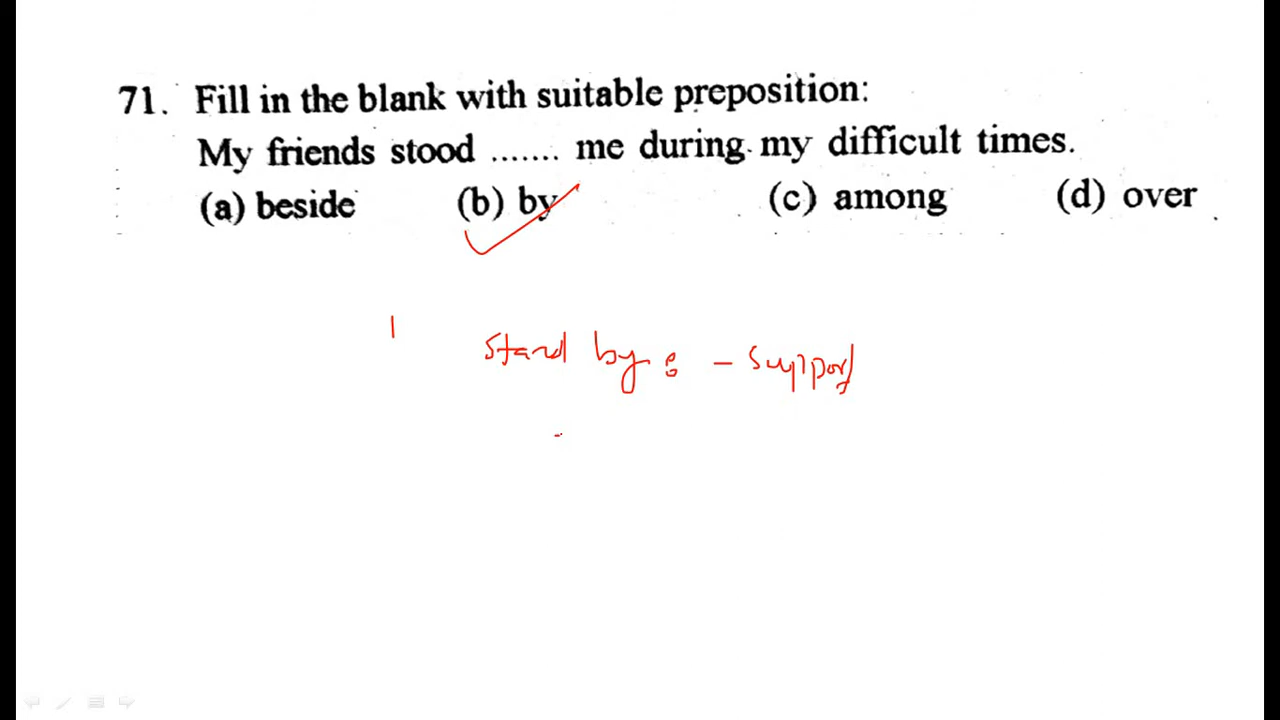 71. Fill in the blank with suitable preposition:
My friends stood ....... me during my difficult times.
(a) beside (b) by (c) among (d) over
Stand by : - Support